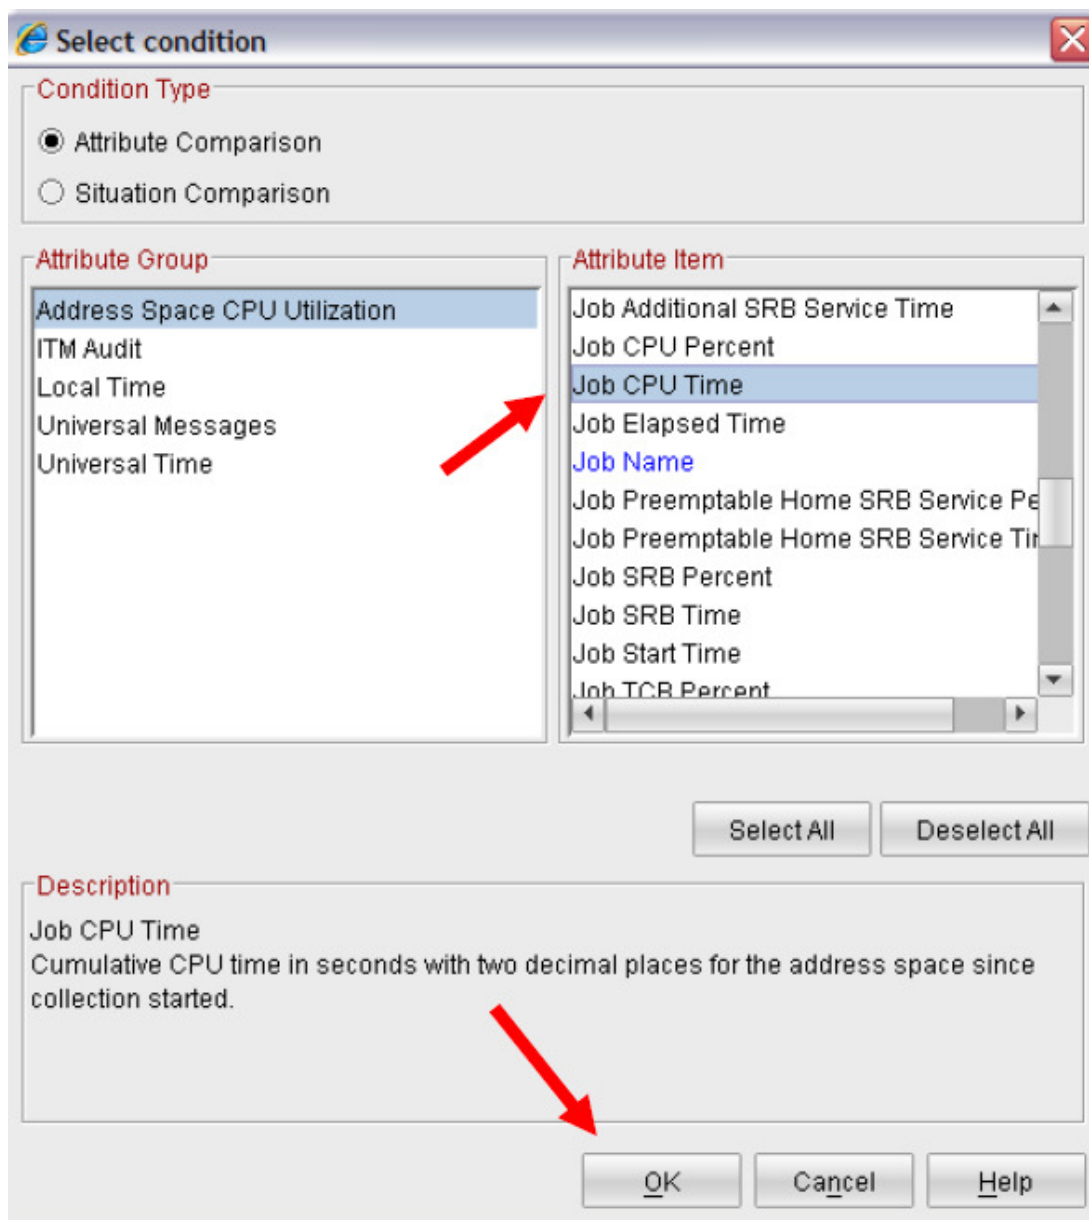 Select condition
Condition Type
Attribute Comparison
Situation Comparison
Attribute Group
Address Space CPU Utilization
ITM Audit
Local Time
Universal Messages
Universal Time
Attribute Item
Job Additional SRB Service Time
Job CPU Percent
Job CPU Time
Job Elapsed Time
Job Name
Job Preemptable Home SRB Service Pe
Job Preemptable Home SRB Service Tir
Job SRB Percent
Job SRB Time
Job Start Time
Job TCB Percent
Select All
Deselect All
Description
Job CPU Time
Cumulative CPU time in seconds with two decimal places for the address space since
collection started.
OK
Cancel
Help